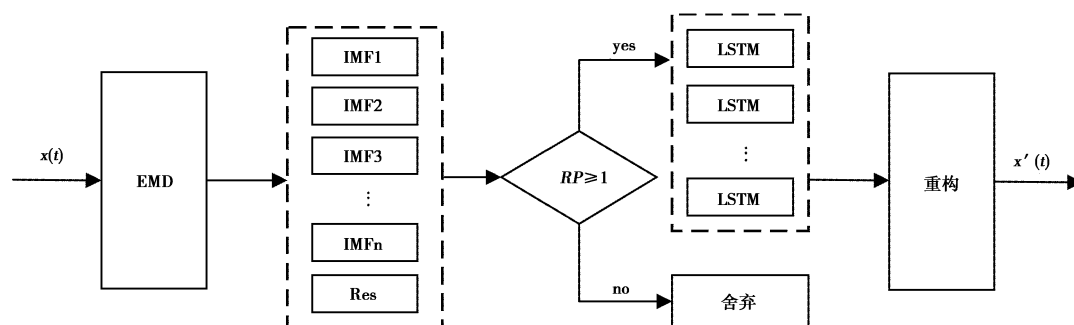 x(t)
EMD
IMF1
IMF2
IMF3
⋮
IMFn
Res
RP≥1
yes
no
LSTM
LSTM
⋮
LSTM
舍弃
重构
x′(t)